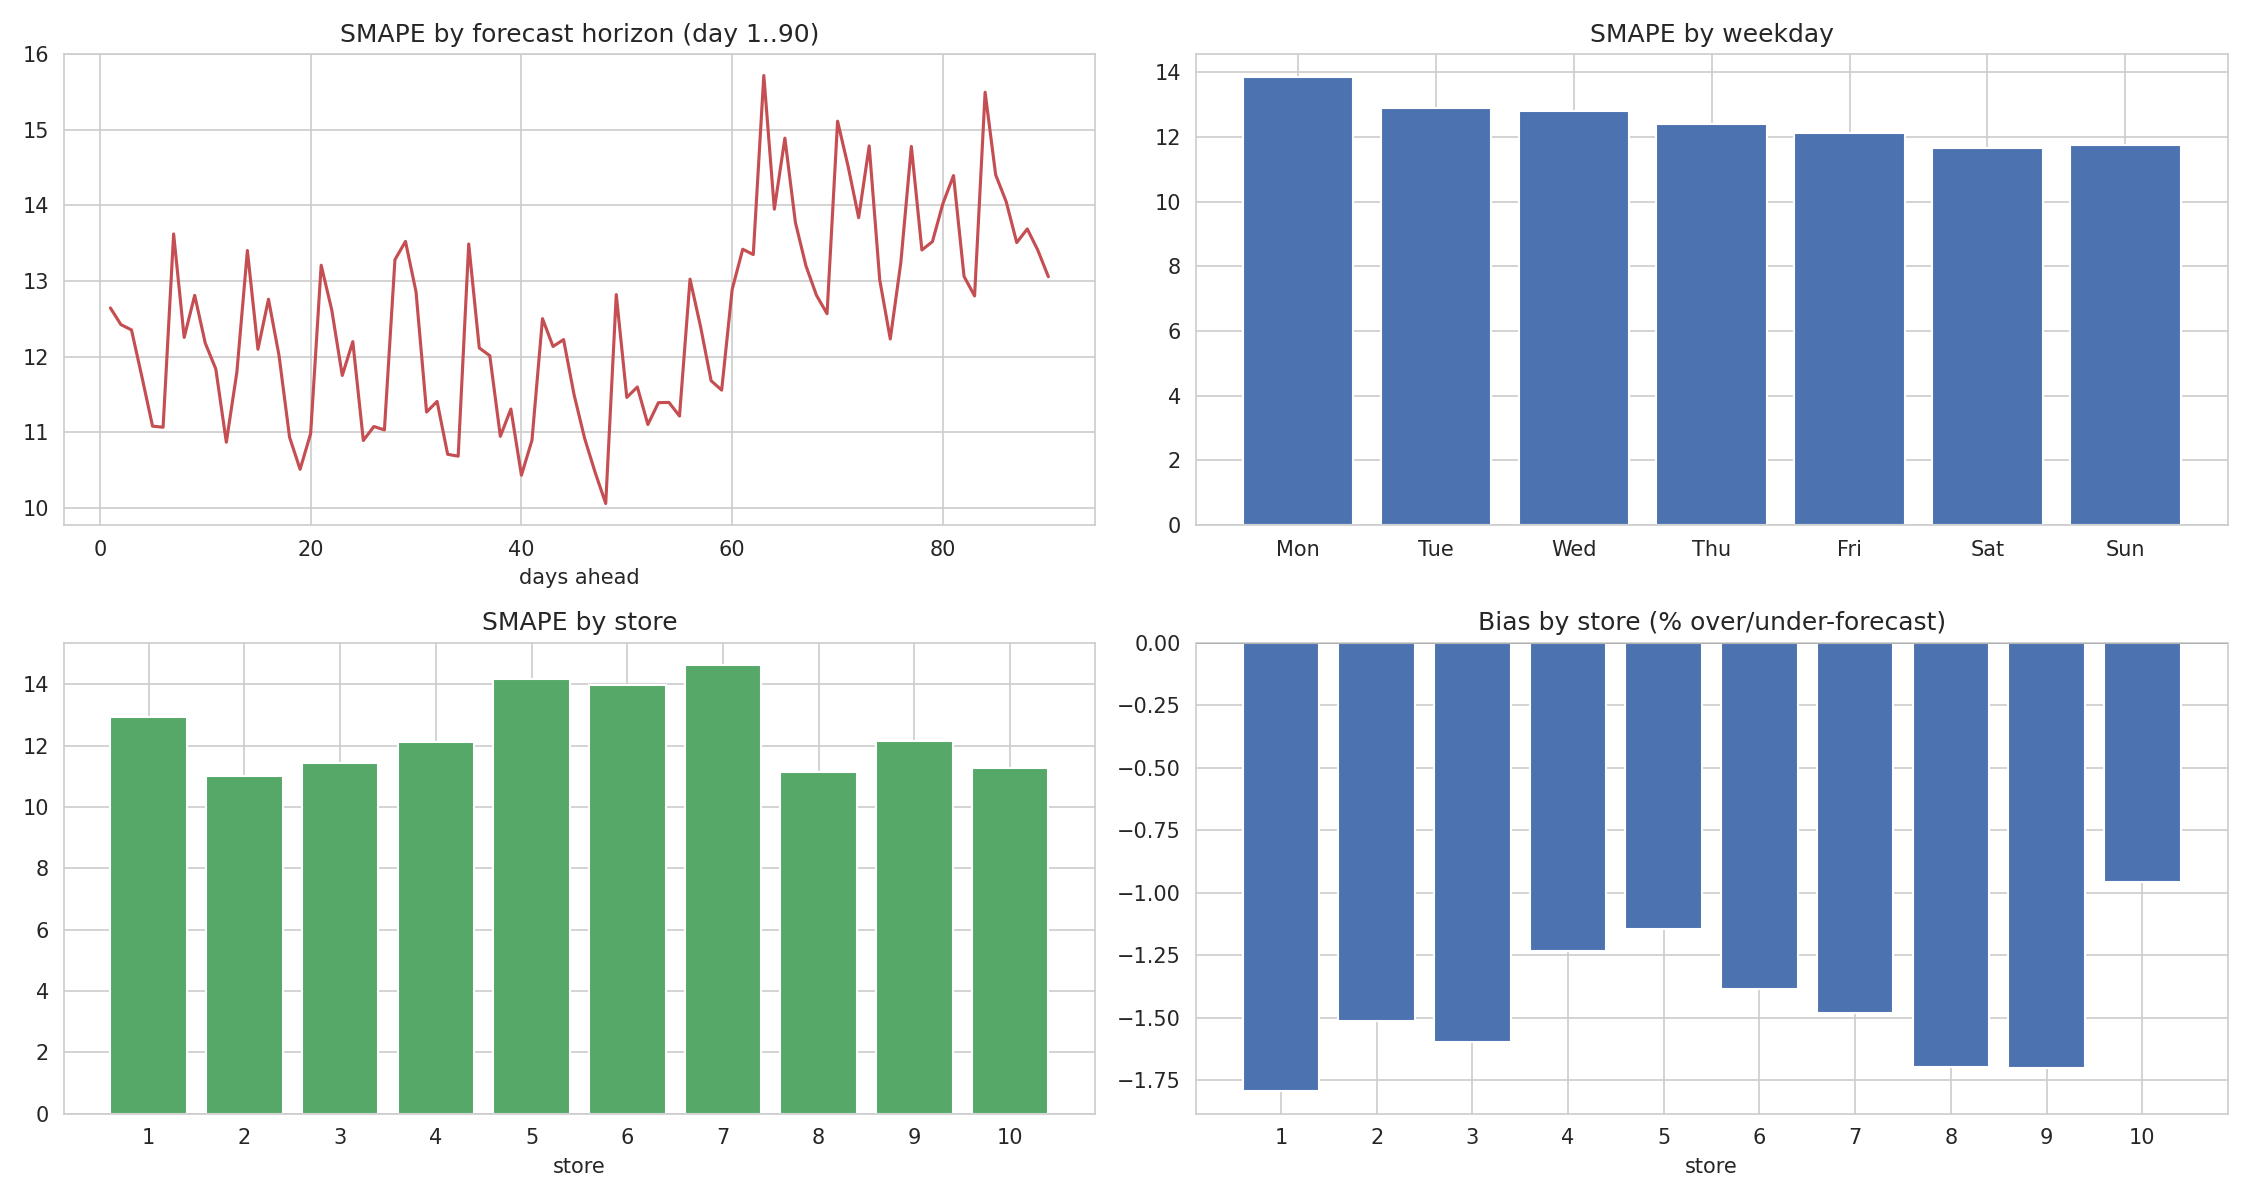 SMAPE by forecast horizon (day 1..90)
16
15
14
13
12
11
10
0 20 40 60 80
days ahead
SMAPE by weekday
14
12
10
8
6
4
2
0
Mon Tue Wed Thu Fri Sat Sun
SMAPE by store
14
12
10
8
6
4
2
0
1 2 3 4 5 6 7 8 9 10
store
Bias by store (% over/under-forecast)
0.00
−0.25
−0.50
−0.75
−1.00
−1.25
−1.50
−1.75
1 2 3 4 5 6 7 8 9 10
store